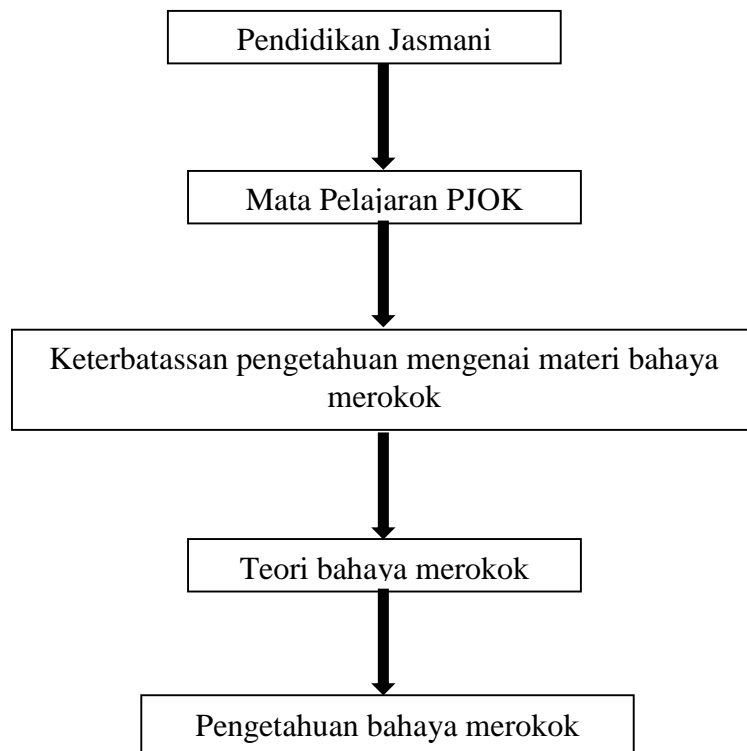 Pendidikan Jasmani
Mata Pelajaran PJOK
Keterbatassan pengetahuan mengenai materi bahaya
merokok
Teori bahaya merokok
Pengetahuan bahaya merokok